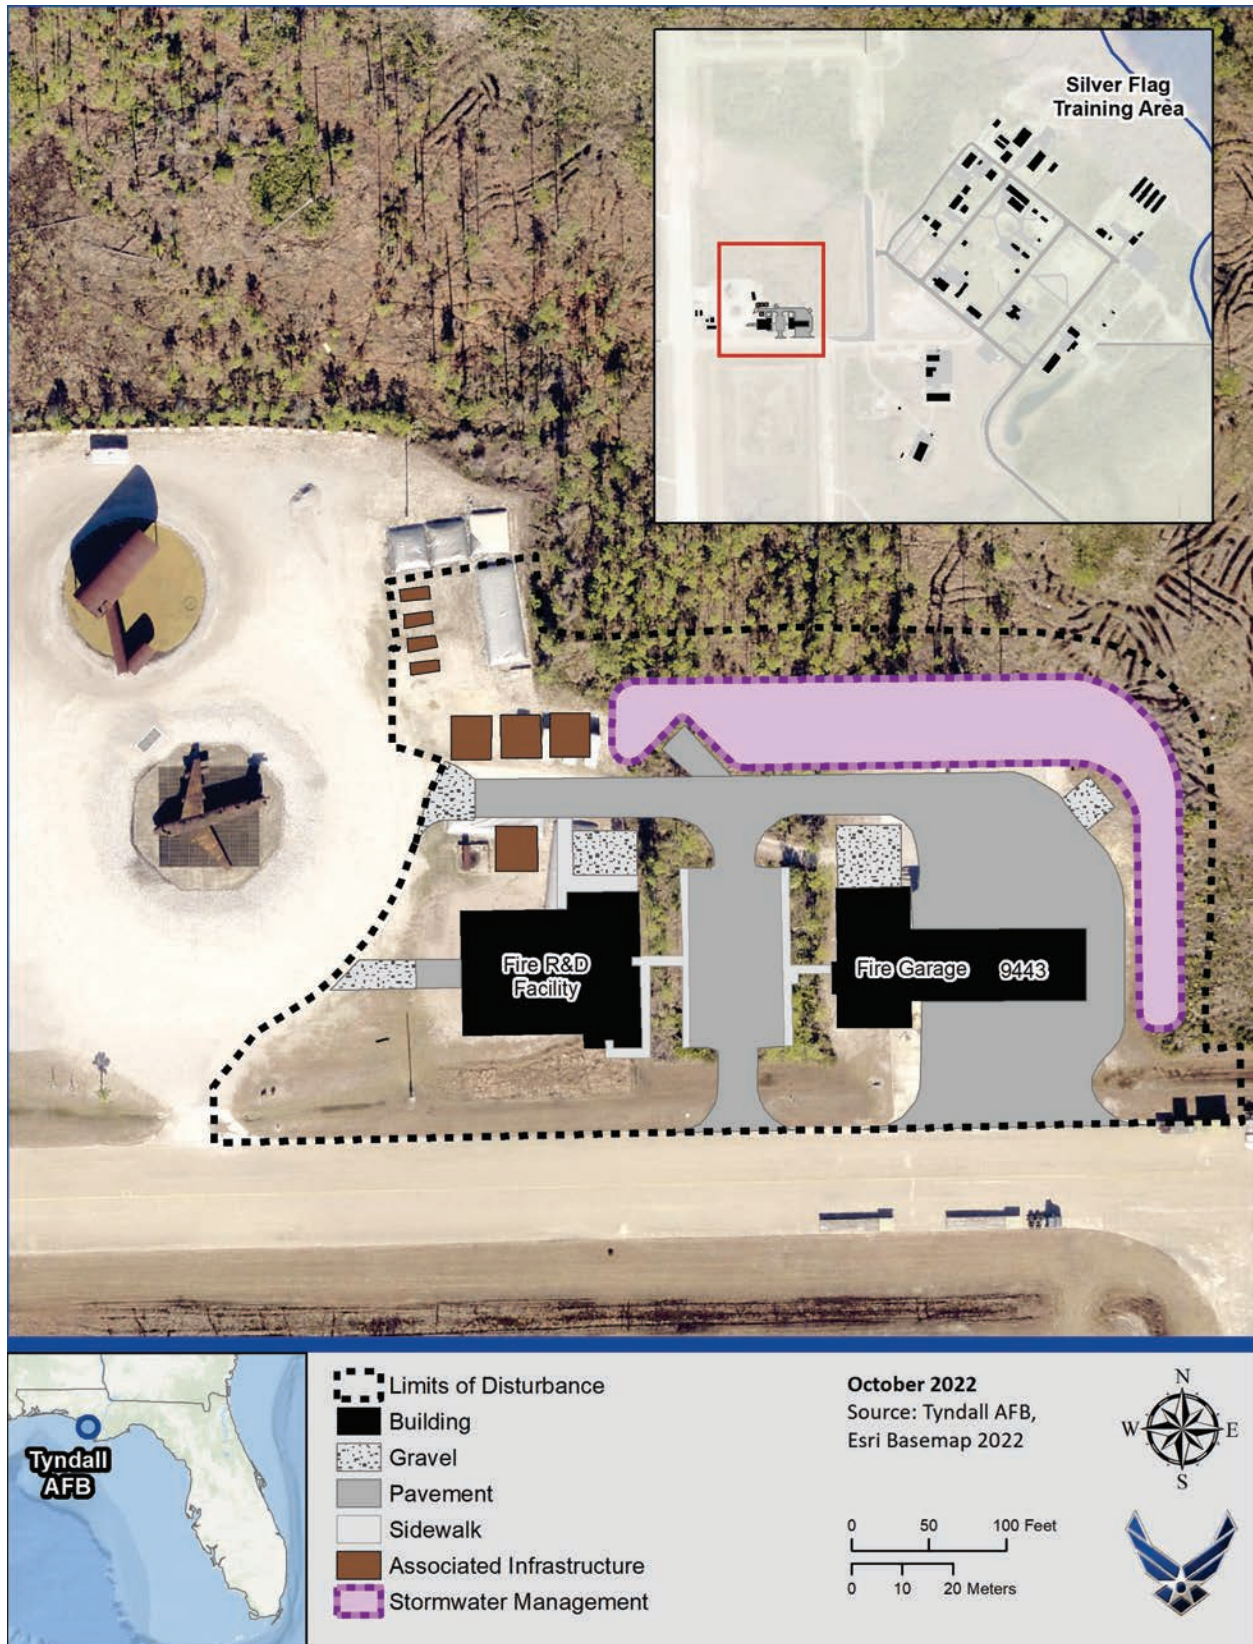 Silver Flag
Training Area
Fire R&D
Facility
Fire Garage 9443
Tyndall
AFB
Limits of Disturbance
Building
Gravel
Pavement
Sidewalk
Associated Infrastructure
Stormwater Management
October 2022
Source: Tyndall AFB,
Esri Basemap 2022
N
W E
S
0 50 100 Feet
0 10 20 Meters